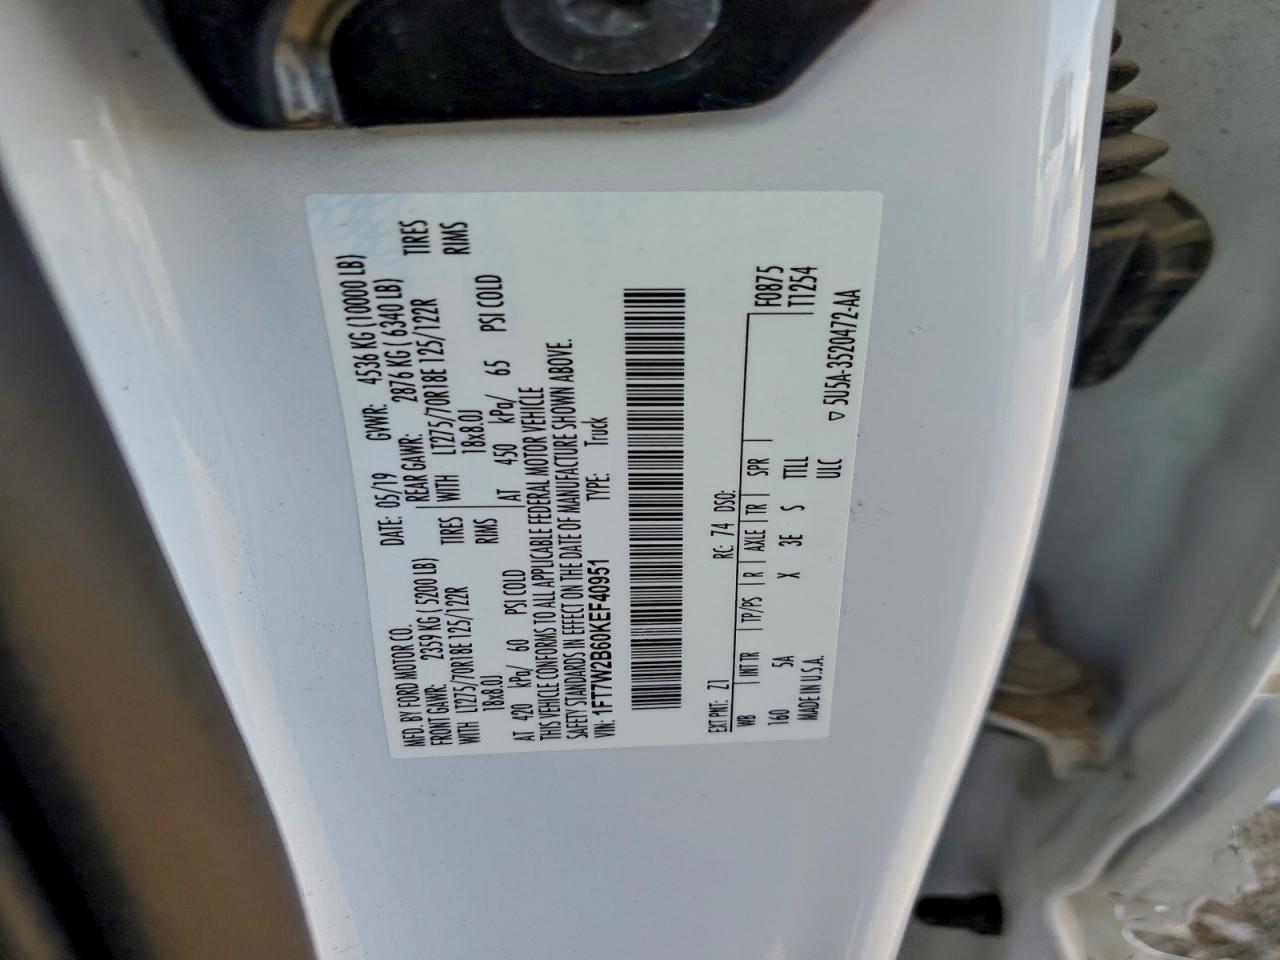 MFD. BY FORD MOTOR CO.
DATE: 05/19 GVWR: 4536 KG (10000 LB)
FRONT GAWR: 2359 KG ( 5200 LB) REAR GAWR: 2876 KG ( 6340 LB)
WITH LT275/70R18E 125/122R TIRES WITH LT275/70R18E 125/122R TIRES
18x8.0J RIMS 18x8.0J RIMS
AT 420 kPa/ 60 PSI COLD AT 450 kPa/ 65 PSI COLD
THIS VEHICLE CONFORMS TO ALL APPLICABLE FEDERAL MOTOR VEHICLE
SAFETY STANDARDS IN EFFECT ON THE DATE OF MANUFACTURE SHOWN ABOVE.
VIN: 1FT7W2B60KEF40951 TYPE: Truck
EXT PNT: Z1 RC: 74 DSO: F0875
WB INT TR TP/PS R AXLE TR SPR T1254
160 5A X 3E S TILL
MADE IN U.S.A. ULC
▽ 5U5A-3520472-AA